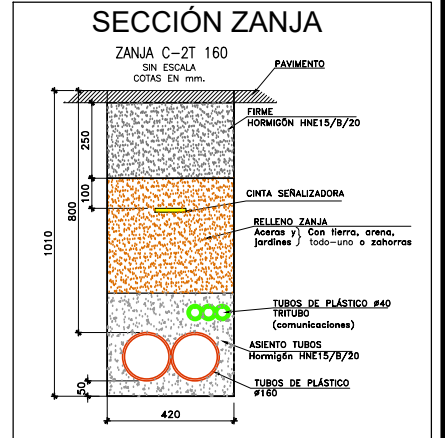 SECCIÓN ZANJA
ZANJA C-2T 160
SIN ESCALA
COTAS EN mm.
PAVIMENTO
FIRME
HORMIGÓN HNE15/B/20
250
100
CINTA SEÑALIZADORA
800
1010
RELLENO ZANJA
Aceras y } Con tierra, arena,
jardines } todo-uno o zahorras
TUBOS DE PLÁSTICO ø40
TRITUBO
(comunicaciones)
ASIENTO TUBOS
Hormigón HNE15/B/20
50
TUBOS DE PLÁSTICO
ø160
420